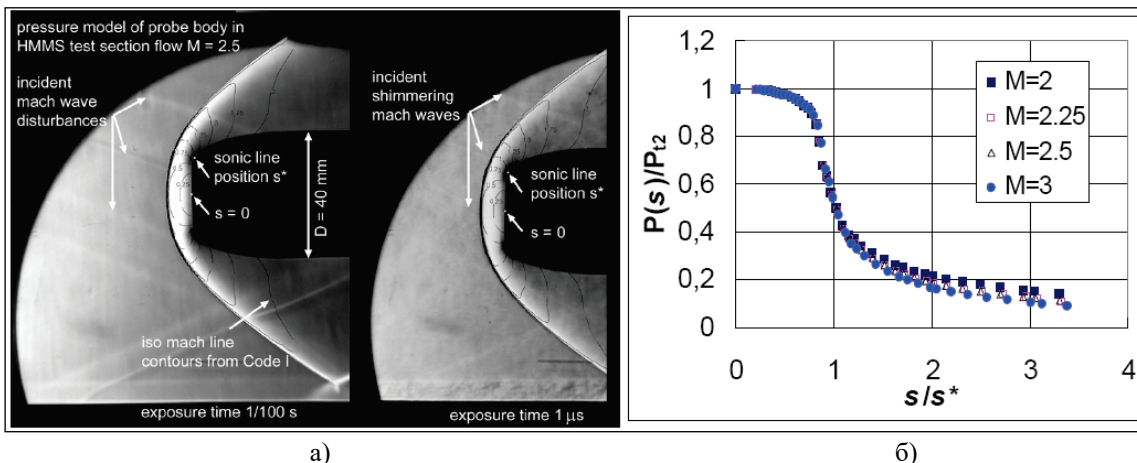 pressure model of probe body in
HMMS test section flow M = 2.5
incident
mach wave
disturbances
sonic line
position s*
s = 0
D = 40 mm
iso mach line
contours from Code I
exposure time 1/100 s
incident
shimmering
mach waves
sonic line
position s*
s = 0
exposure time 1 µs
P(s)/P_t2
1,2
1
0,8
0,6
0,4
0,2
0
0 1 2 3 4
s/s*
M=2
M=2.25
M=2.5
M=3
а)
б)